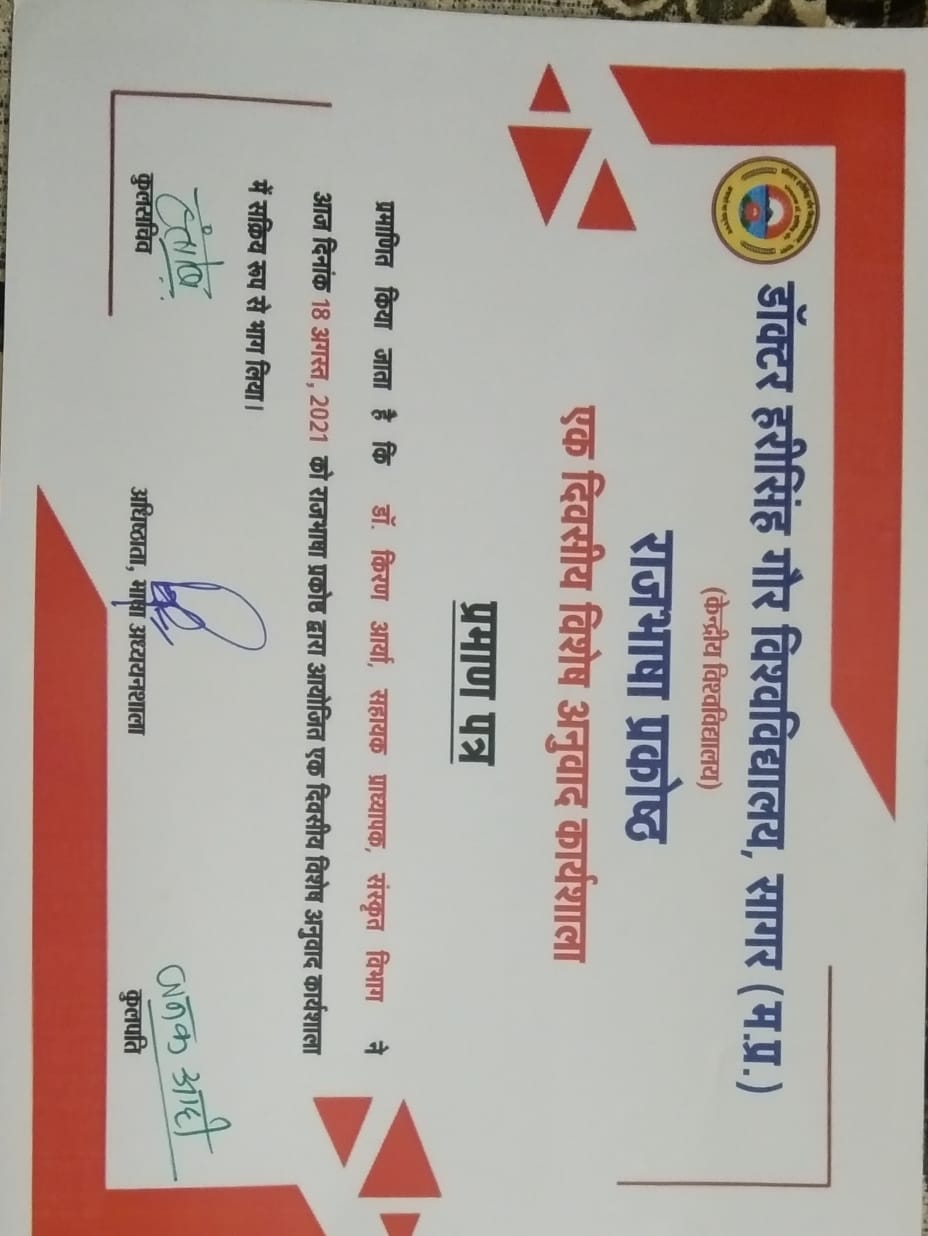 डॉक्टर हरीसिंह गौर विश्वविद्यालय, सागर (म.प्र.)
(केन्द्रीय विश्वविद्यालय)
राजभाषा प्रकोष्ठ
एक दिवसीय विशेष अनुवाद कार्यशाला
प्रमाण पत्र
प्रमाणित किया जाता है कि डॉ. किरण आर्या, सहायक प्राध्यापक, संस्कृत विभाग ने
आज दिनांक 18 अगस्त, 2021 को राजभाषा प्रकोष्ठ द्वारा आयोजित एक दिवसीय विशेष अनुवाद कार्यशाला
में सक्रिय रूप से भाग लिया।
कुलसचिव
अधिष्ठाता, भाषा अध्ययनशाला
कुलपति